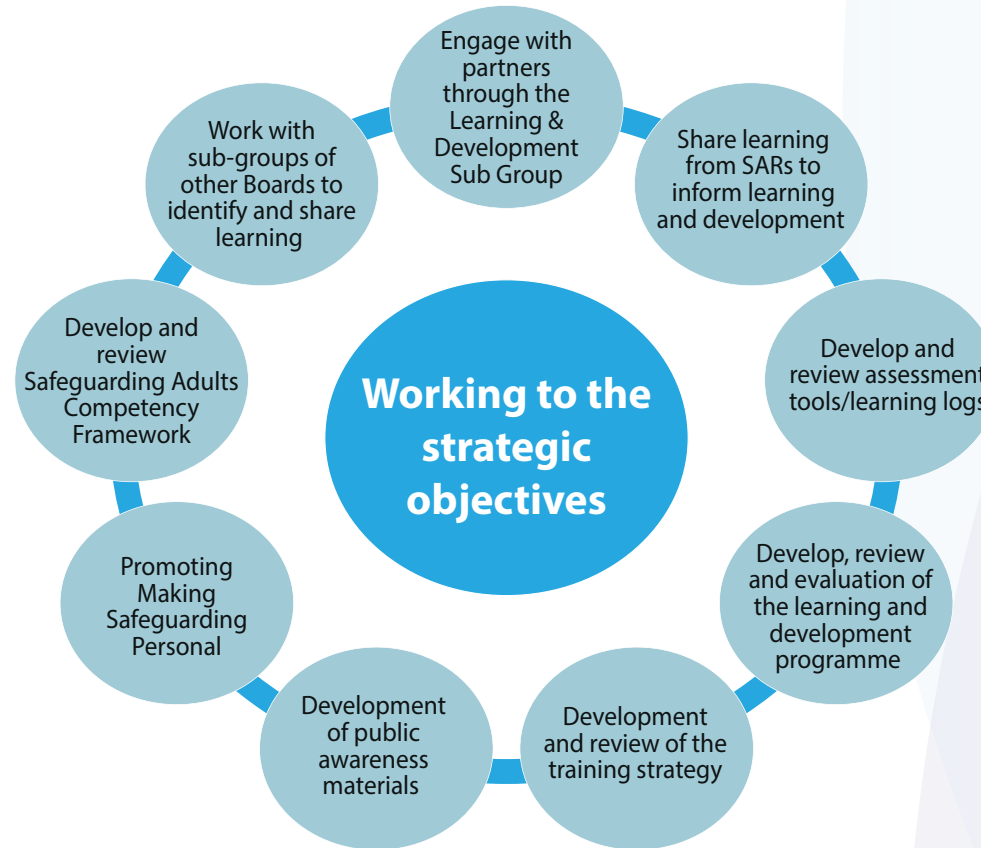 Engage with
partners
through the
Learning &
Development
Sub Group
Share learning
from SARs to
inform learning
and development
Develop and
review assessment
tools/learning logs
Develop, review
and evaluation of
the learning and
development
programme
Development
and review of the
training strategy
Development
of public
awareness
materials
Promoting
Making
Safeguarding
Personal
Develop and
review
Safeguarding Adults
Competency
Framework
Work with
sub-groups of
other Boards to
identify and share
learning
Working to the
strategic
objectives